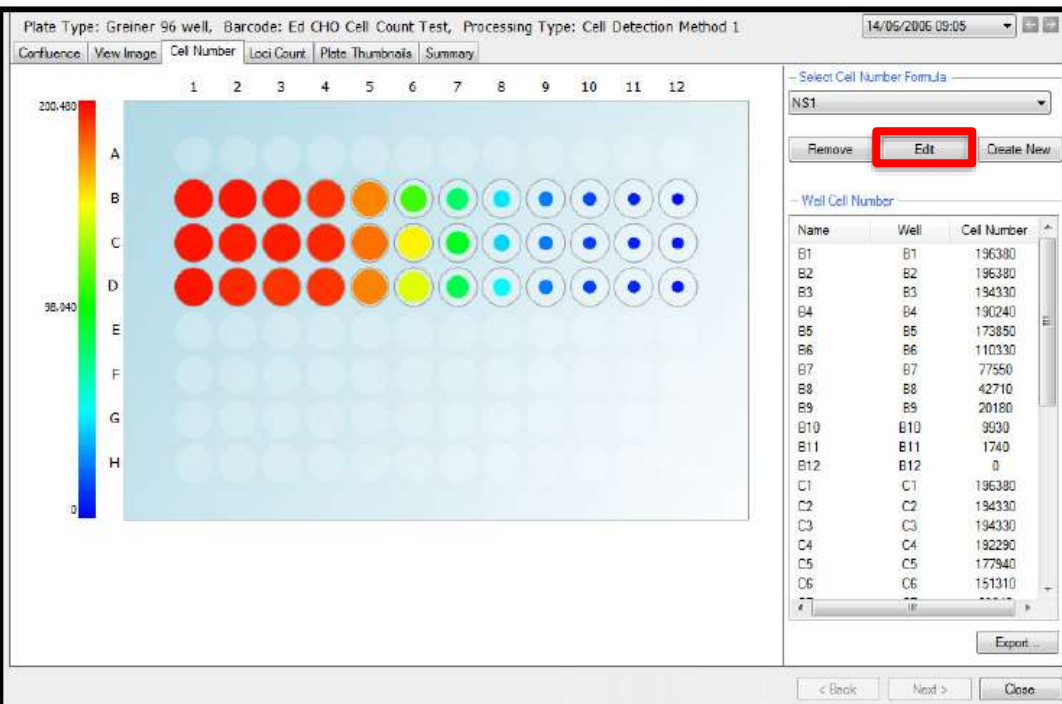 Plate Type: Greiner 96 well, Barcode: Ed CHO Cell Count Test, Processing Type: Cell Detection Method 1
14/06/2006 09:05
Confluence View Image Cell Number Loci Count Plate Thumbnails Summary
Select Cell Number Formula
NS1
Remove Edit Create New
1 2 3 4 5 6 7 8 9 10 11 12
200,480
98,040
0
A
B
C
D
E
F
G
H
Well Cell Number
Name Well Cell Number
B1 B1 196380
B2 B2 196380
B3 B3 194330
B4 B4 190240
B5 B5 173850
B6 B6 110330
B7 B7 77550
B8 B8 42710
B9 B9 20180
B10 B10 9930
B11 B11 1740
B12 B12 0
C1 C1 196380
C2 C2 194330
C3 C3 194330
C4 C4 192290
C5 C5 177940
C6 C6 151310
Export...
< Back Next > Close